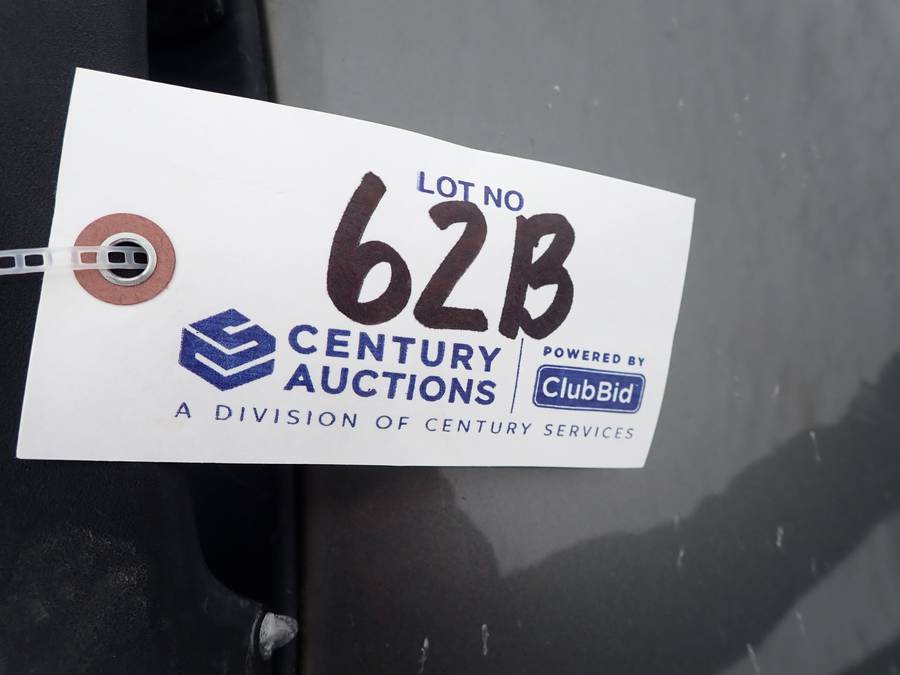 LOT NO
62B
CENTURY AUCTIONS
POWERED BY
ClubBid
A DIVISION OF CENTURY SERVICES